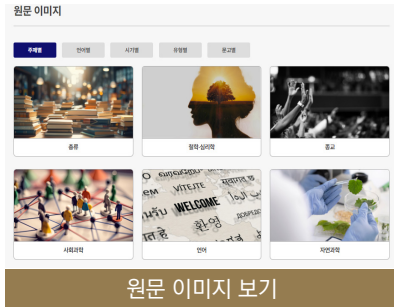 원문 이미지
주제별 언어별 시기별 유형별 문고별
총류 철학·심리학 종교
VÍTEJTE
WELCOME
환영
사회과학 언어 자연과학
원문 이미지 보기